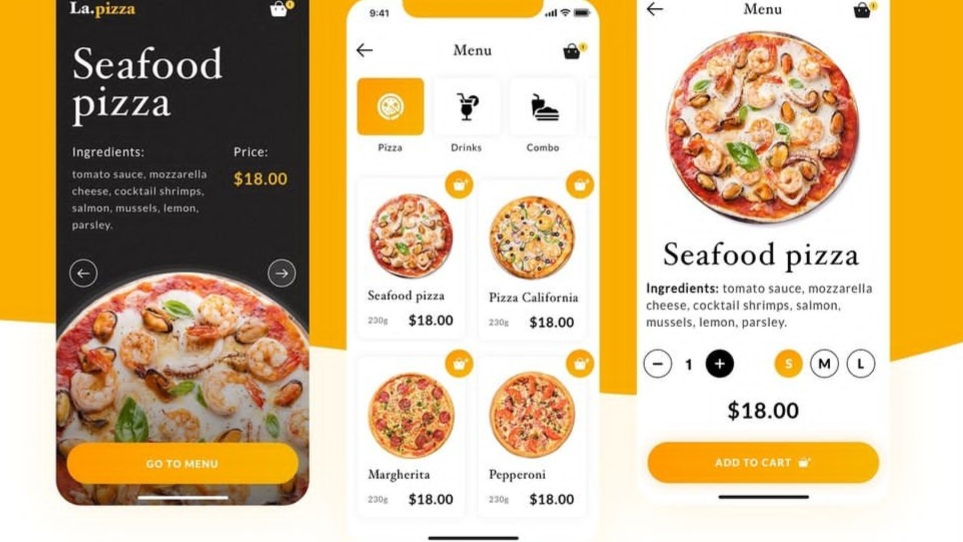 La.pizza
Seafood
pizza
Ingredients:
Price:
tomato sauce, mozzarella
cheese, cocktail shrimps,
salmon, mussels, lemon,
parsley.
$18.00
GO TO MENU
9:41
Menu
Pizza
Drinks
Combo
Seafood pizza
230g
$18.00
Pizza California
230g
$18.00
Margherita
230g
$18.00
Pepperoni
230g
$18.00
Menu
Seafood pizza
Ingredients: tomato sauce, mozzarella
cheese, cocktail shrimps, salmon,
mussels, lemon, parsley.
− 1 + S M L
$18.00
ADD TO CART